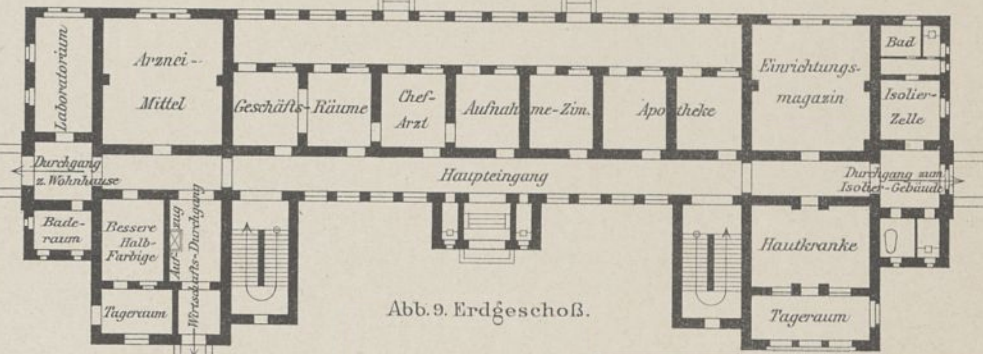 Laboratorium
Arznei-
Mittel
Geschäfts-Räume
Chef-
Arzt
Aufnahme-Zim.
Apotheke
Einrichtungs-
magazin
Bad
Isolier-
Zelle
Durchgang
z. Wohnhause
Haupteingang
Durchgang zum
Isolier-Gebäude
Bade-
raum
Bessere
Halb-
Farbige
Aufzug
Wirtschafts-Durchgang
Hautkranke
Tageraum
Tageraum
Abb. 9. Erdgeschoß.